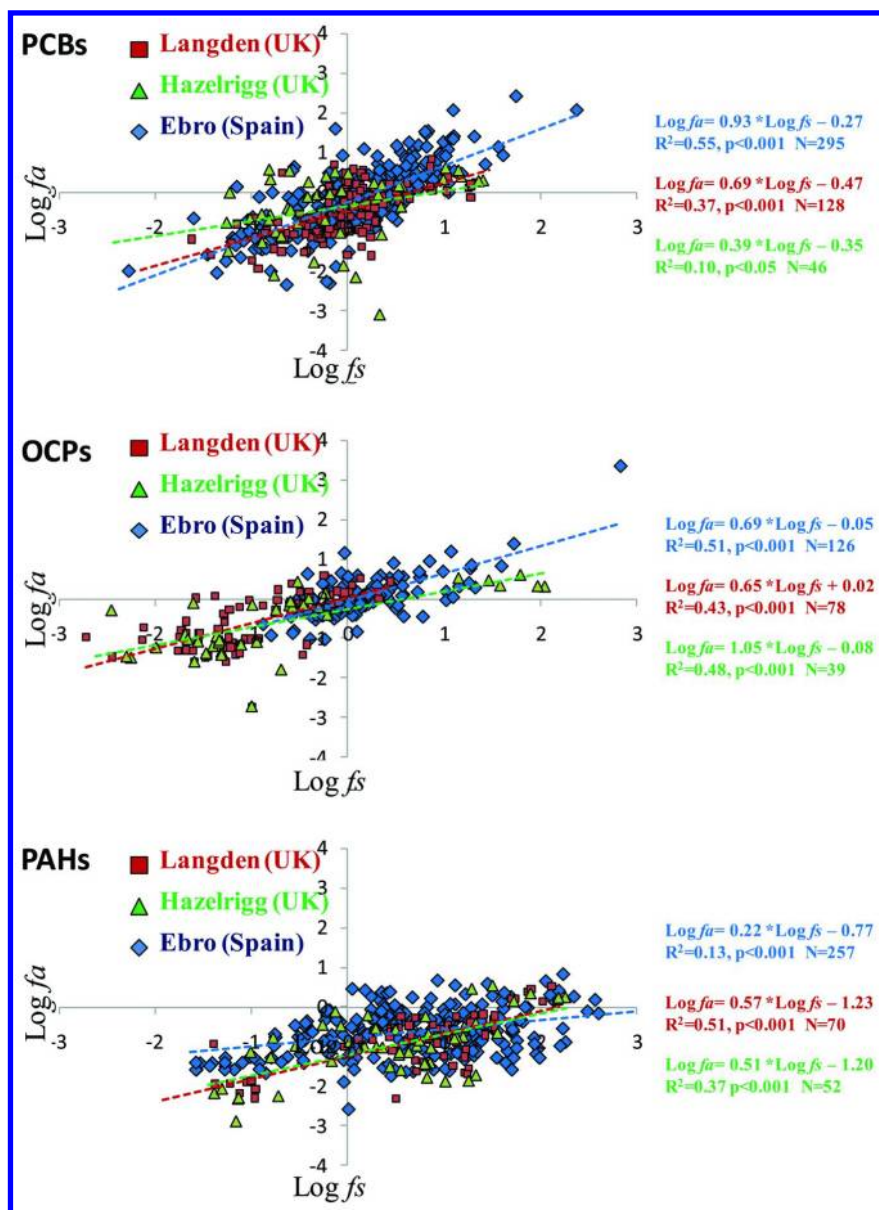 PCBs
Langden (UK)
Hazelrigg (UK)
Ebro (Spain)
4
3
2
1
0
-3
-2
-1
0
1
2
3
-2
-3
-4
Log fa
Log fs
Log fa= 0.93 *Log fs – 0.27
R²=0.55, p<0.001 N=295
Log fa= 0.69 *Log fs – 0.47
R²=0.37, p<0.001 N=128
Log fa= 0.39 *Log fs – 0.35
R²=0.10, p<0.05 N=46
OCPs
Langden (UK)
Hazelrigg (UK)
Ebro (Spain)
4
3
2
1
0
-3
-2
-1
0
1
2
3
-1
-2
-3
-4
Log fa
Log fs
Log fa= 0.69 *Log fs – 0.05
R²=0.51, p<0.001 N=126
Log fa= 0.65 *Log fs + 0.02
R²=0.43, p<0.001 N=78
Log fa= 1.05 *Log fs – 0.08
R²=0.48, p<0.001 N=39
PAHs
Langden (UK)
Hazelrigg (UK)
Ebro (Spain)
4
3
2
1
0
-3
-2
-1
0
1
2
3
-2
-3
-4
Log fa
Log fs
Log fa= 0.22 *Log fs – 0.77
R²=0.13, p<0.001 N=257
Log fa= 0.57 *Log fs – 1.23
R²=0.51, p<0.001 N=70
Log fa= 0.51 *Log fs – 1.20
R²=0.37 p<0.001 N=52